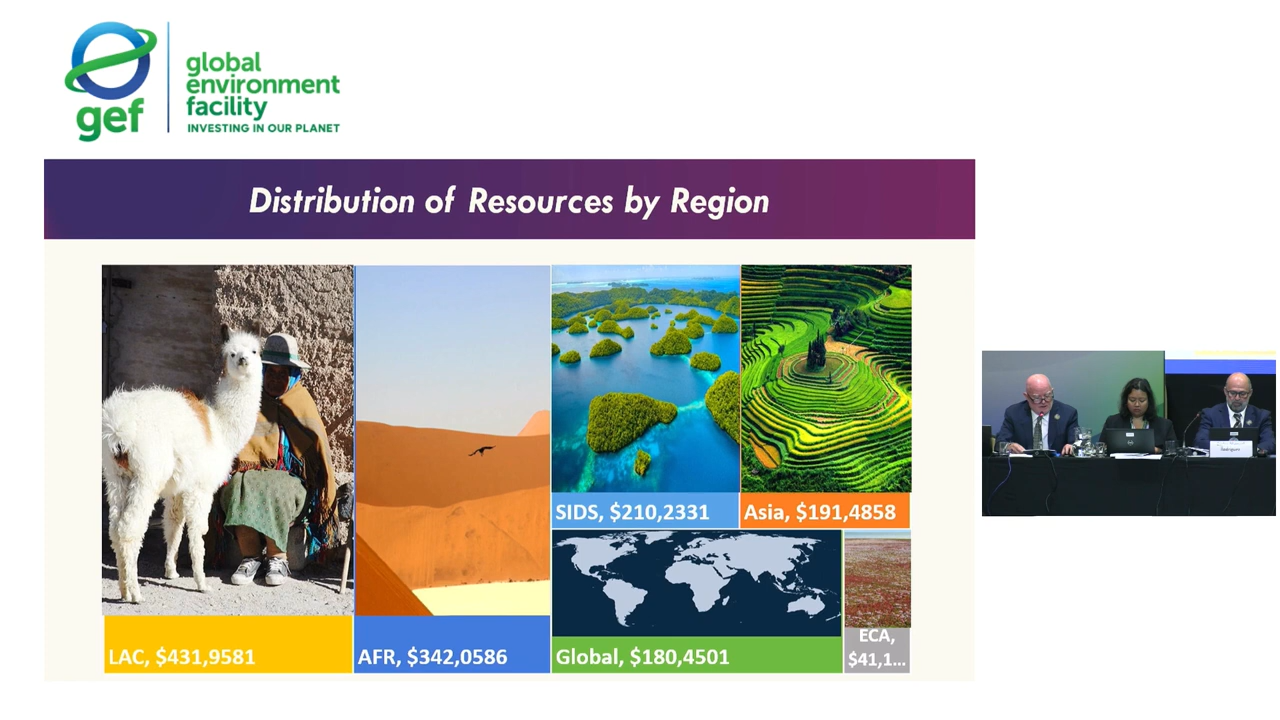 gef
global
environment
facility
INVESTING IN OUR PLANET
Distribution of Resources by Region
LAC, $431,9581
AFR, $342,0586
SIDS, $210,2331
Asia, $191,4858
Global, $180,4501
ECA,
$41,1...
Rodriguez